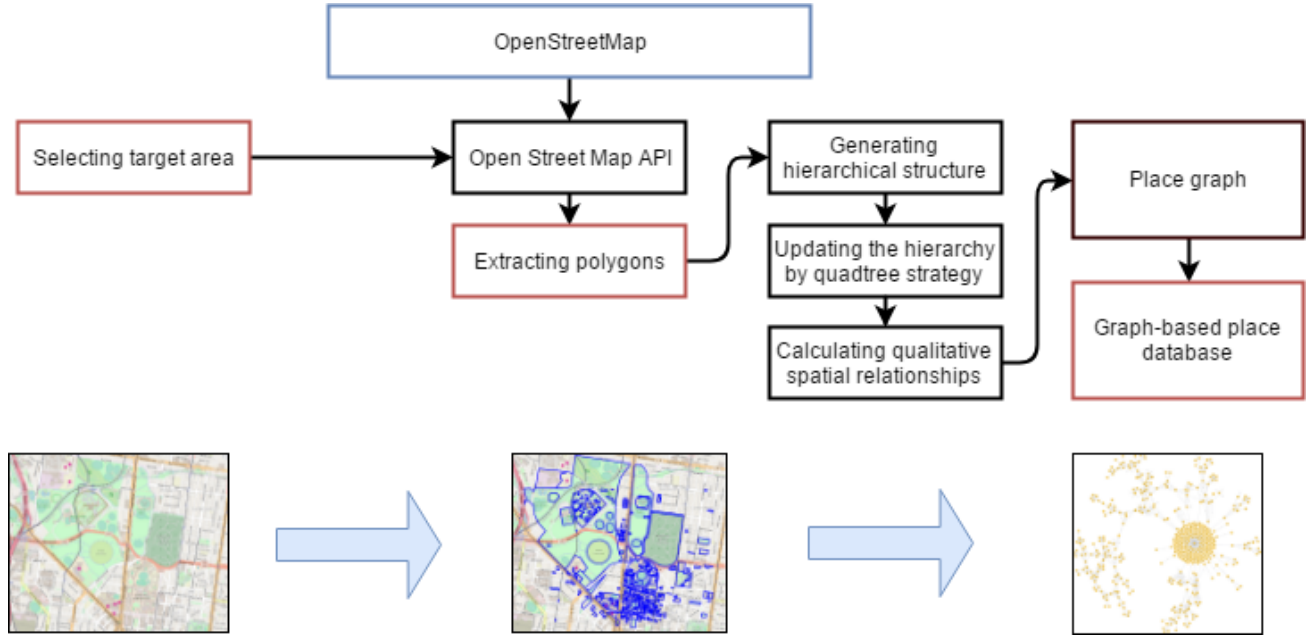 OpenStreetMap
Selecting target area
Open Street Map API
Extracting polygons
Generating
hierarchical structure
Updating the hierarchy
by quadtree strategy
Calculating qualitative
spatial relationships
Place graph
Graph-based place
database